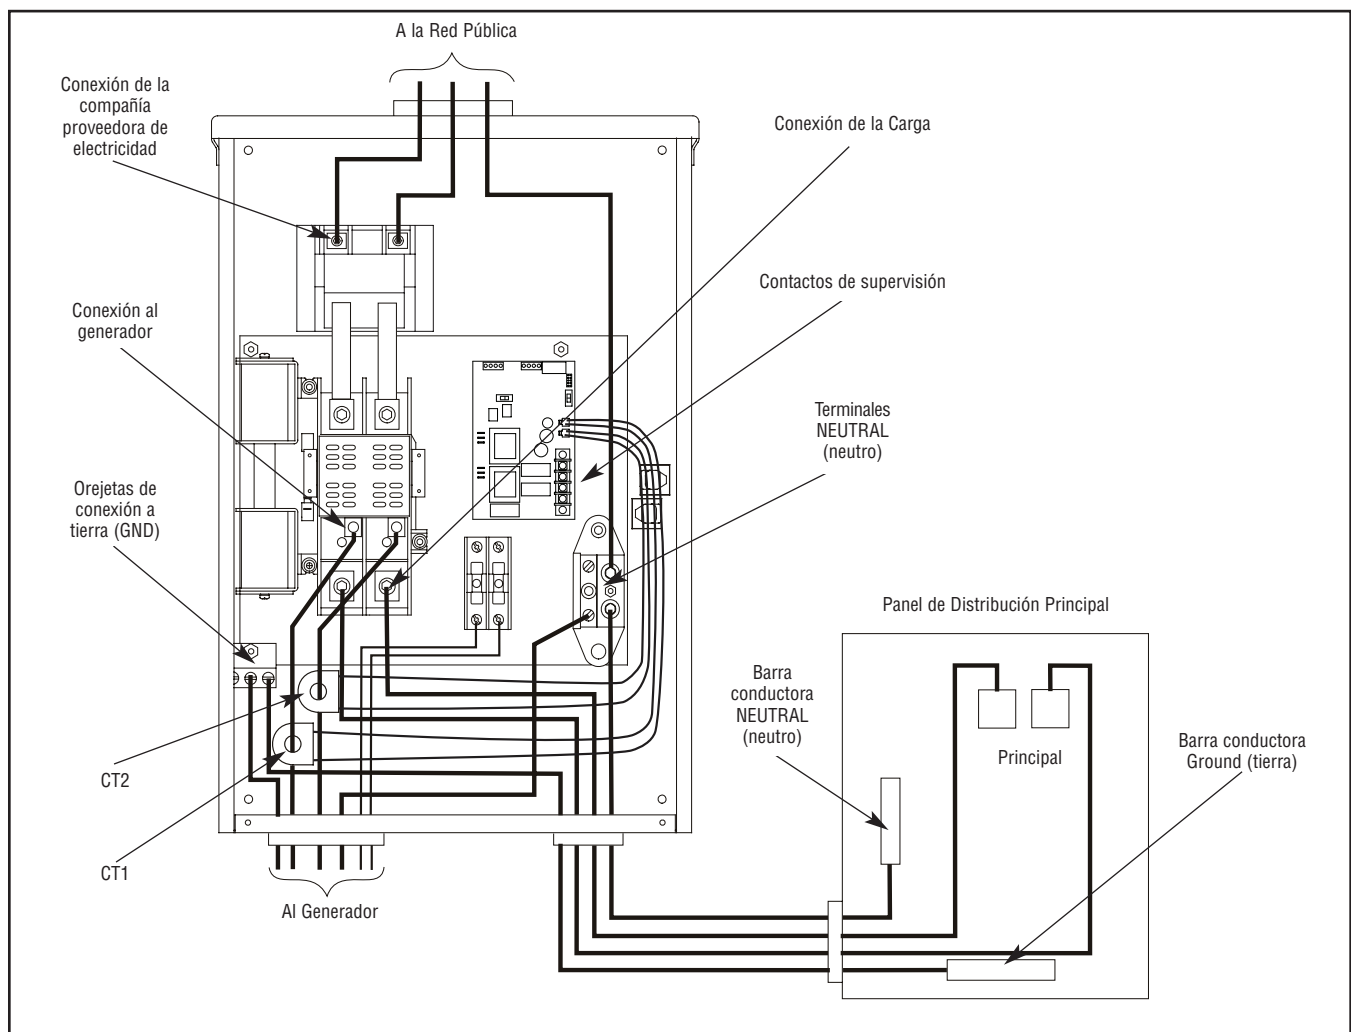 A la Red Pública
Conexión de la
compañía
proveedora de
electricidad
Conexión de la Carga
Contactos de supervisión
Conexión al
generador
Terminales
NEUTRAL
(neutro)
Orejetas de
conexión a
tierra (GND)
Panel de Distribución Principal
Barra
conductora
NEUTRAL
(neutro)
Principal
Barra conductora
Ground (tierra)
CT2
CT1
Al Generador